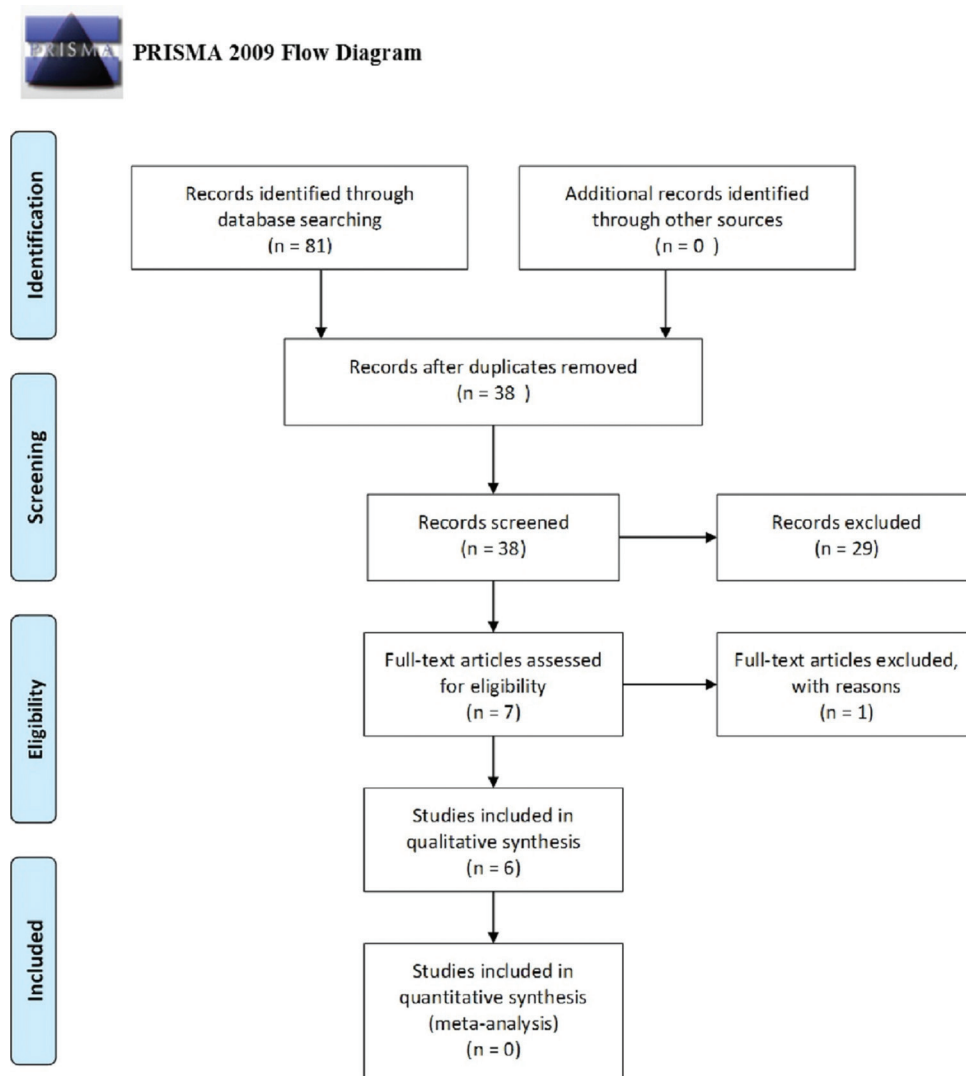 PRISMA
PRISMA 2009 Flow Diagram
Identification
Records identified through
database searching
(n = 81)
Additional records identified
through other sources
(n = 0 )
Records after duplicates removed
(n = 38 )
Screening
Records screened
(n = 38)
Records excluded
(n = 29)
Eligibility
Full-text articles assessed
for eligibility
(n = 7)
Full-text articles excluded,
with reasons
(n = 1)
Studies included in
qualitative synthesis
(n = 6)
Included
Studies included in
quantitative synthesis
(meta-analysis)
(n = 0)